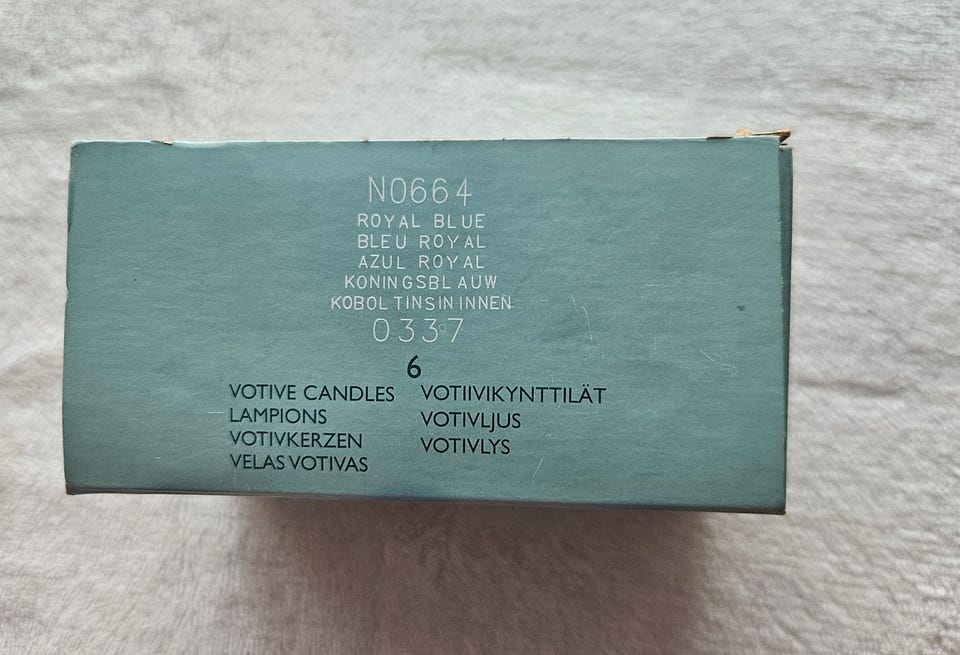 N0664
ROYAL BLUE
BLEU ROYAL
AZUL ROYAL
KONINGSBLAUW
KOBOLTINSININNEN
0337
6
VOTIVE CANDLES
LAMPIONS
VOTIVKERZEN
VELAS VOTIVAS
VOTIIVIKYNTTILÄT
VOTIVLJUS
VOTIVLYS